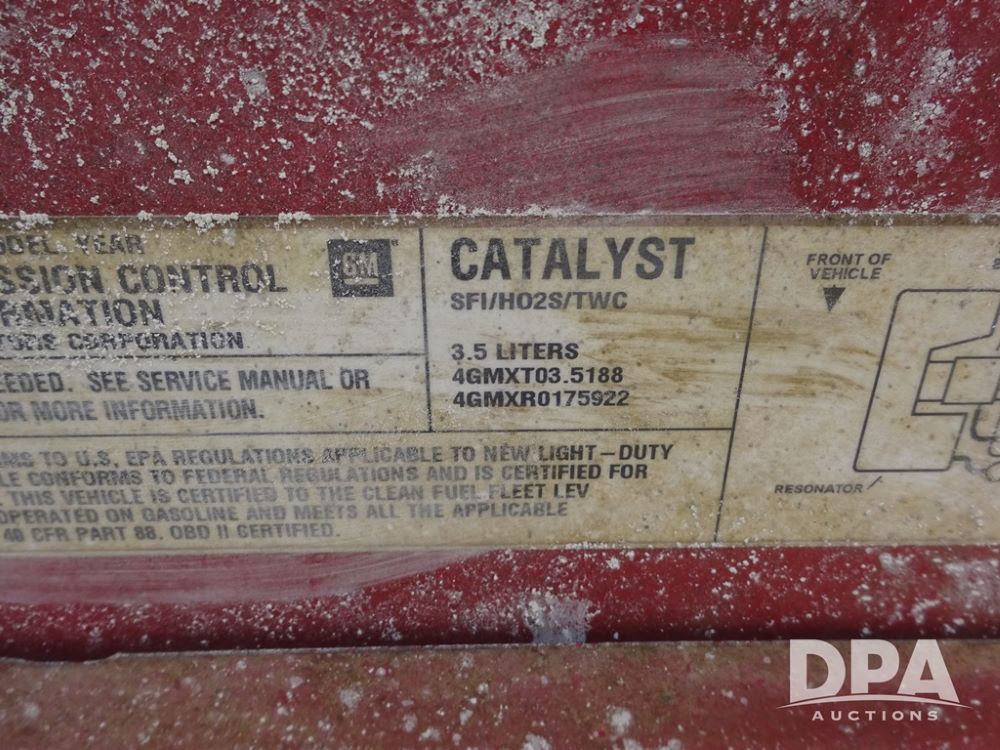 MODEL YEAR
SSION CONTROL
RMATION
TORS CORPORATION
GM
CATALYST
SFI/HO2S/TWC
3.5 LITERS
4GMXT03.5188
4GMXR0175922
EEDED. SEE SERVICE MANUAL OR
OR MORE INFORMATION.
RMS TO U.S. EPA REGULATIONS APPLICABLE TO NEW LIGHT-DUTY
LE CONFORMS TO FEDERAL REGULATIONS AND IS CERTIFIED FOR
THIS VEHICLE IS CERTIFIED TO THE CLEAN FUEL FLEET LEV
OPERATED ON GASOLINE AND MEETS ALL THE APPLICABLE
40 CFR PART 88. OBD II CERTIFIED.
FRONT OF
VEHICLE
RESONATOR
DPA
AUCTIONS